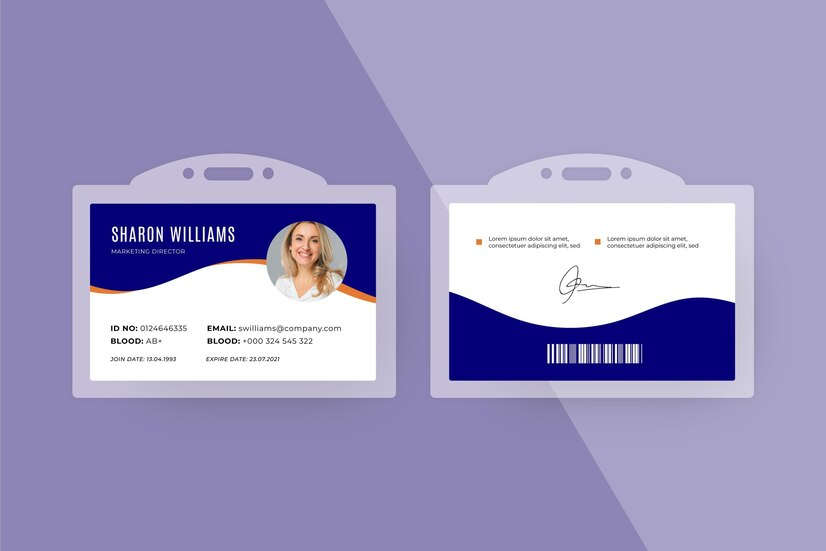 SHARON WILLIAMS
MARKETING DIRECTOR
ID NO: 0124646335
EMAIL: swilliams@company.com
BLOOD: AB+
BLOOD: +000 324 545 322
JOIN DATE: 13.04.1993
EXPIRE DATE: 23.07.2021
Lorem ipsum dolor sit amet,
consectetuer adipiscing elit, sed
Lorem ipsum dolor sit amet,
consectetuer adipiscing elit, sed